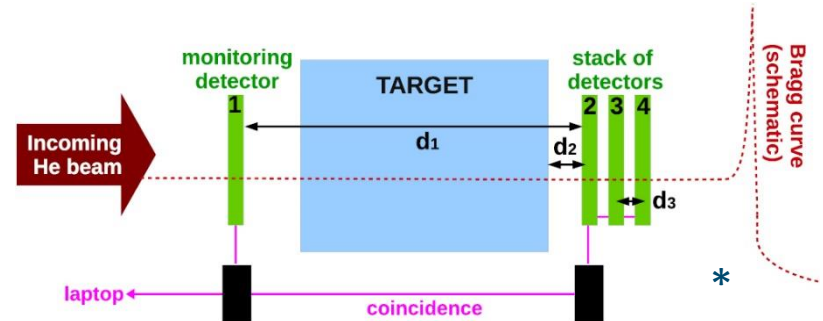 monitoring
detector
1
TARGET
stack of
detectors
2 3 4
Incoming
He beam
d1
d2
d3
Bragg curve
(schematic)
laptop
coincidence
*